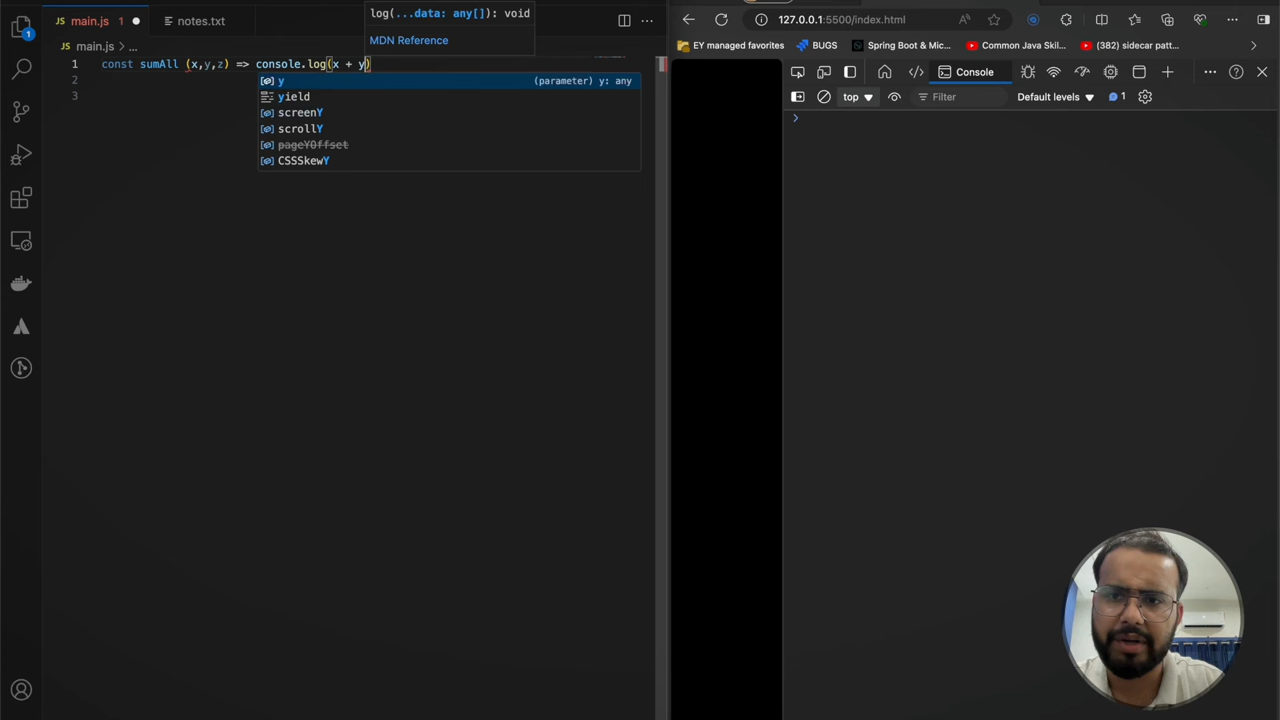 main.js 1
notes.txt
log(...data: any[]): void
MDN Reference
main.js > ...
1 const sumAll (x,y,z) => console.log(x + y)
2
3
y (parameter) y: any
yield
screenY
scrollY
pageYOffset
CSSSkewY
1
127.0.0.1:5500/index.html
EY managed favorites
BUGS
Spring Boot & Mic...
Common Java Skil...
(382) sidecar patt...
Console
top
Filter
Default levels
1